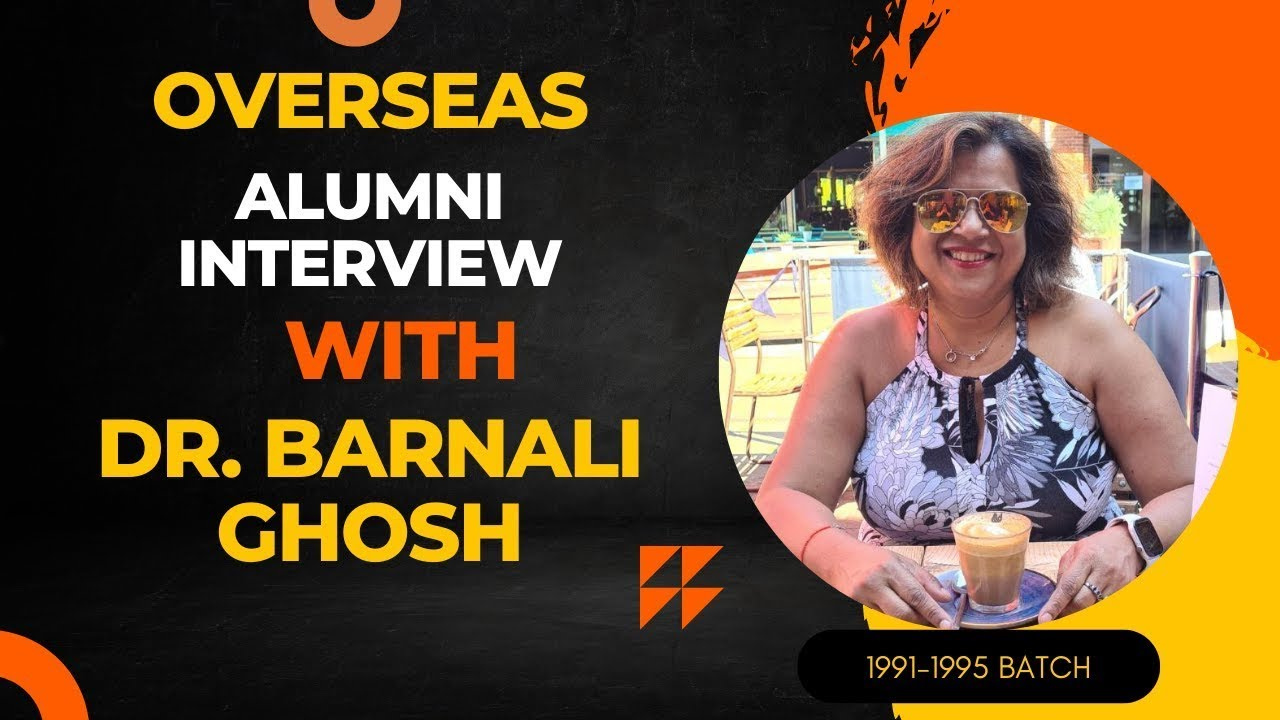 OVERSEAS
ALUMNI
INTERVIEW
WITH
DR. BARNALI
GHOSH
1991-1995 BATCH